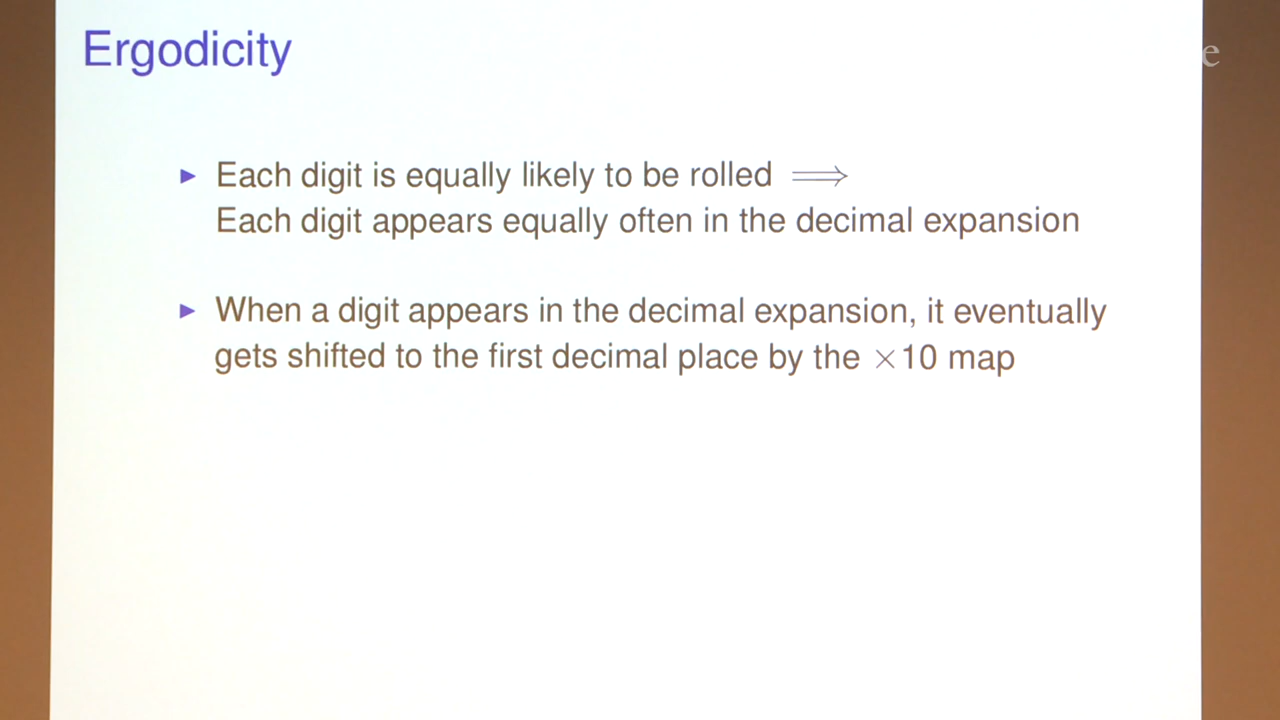 Ergodicity
e
► Each digit is equally likely to be rolled ⟹
Each digit appears equally often in the decimal expansion
► When a digit appears in the decimal expansion, it eventually
gets shifted to the first decimal place by the ×10 map